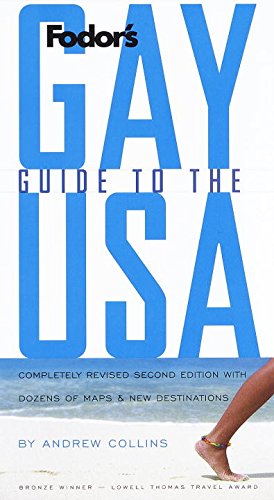 Fodor's
GAY
GUIDE TO THE
USA
COMPLETELY REVISED SECOND EDITION WITH
DOZENS OF MAPS & NEW DESTINATIONS
BY ANDREW COLLINS
BRONZE WINNER — LOWELL THOMAS TRAVEL AWARD